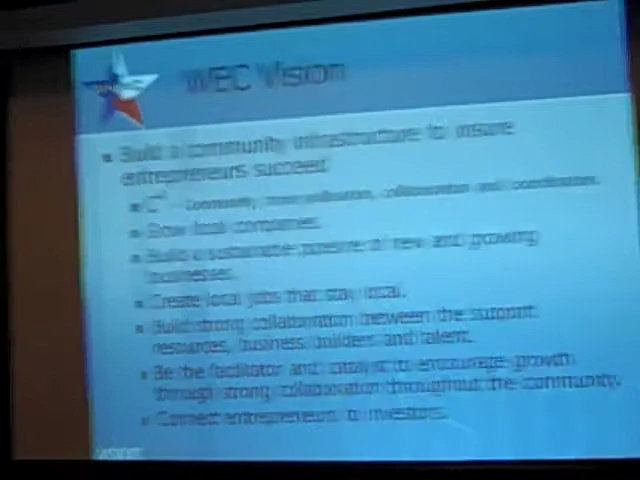 WEC Vision
Build a community infrastructure to insure
entrepreneurs succeed
Community, communication, collaboration and coordination.
Grow local companies.
Build a sustainable pipeline of new and growing
businesses.
Create local jobs that stay local.
Build strong collaboration between the support
resources, business, builders and talent.
Be the facilitator and catalyst to encourage growth
through strong collaboration throughout the community.
Connect entrepreneurs to investors.